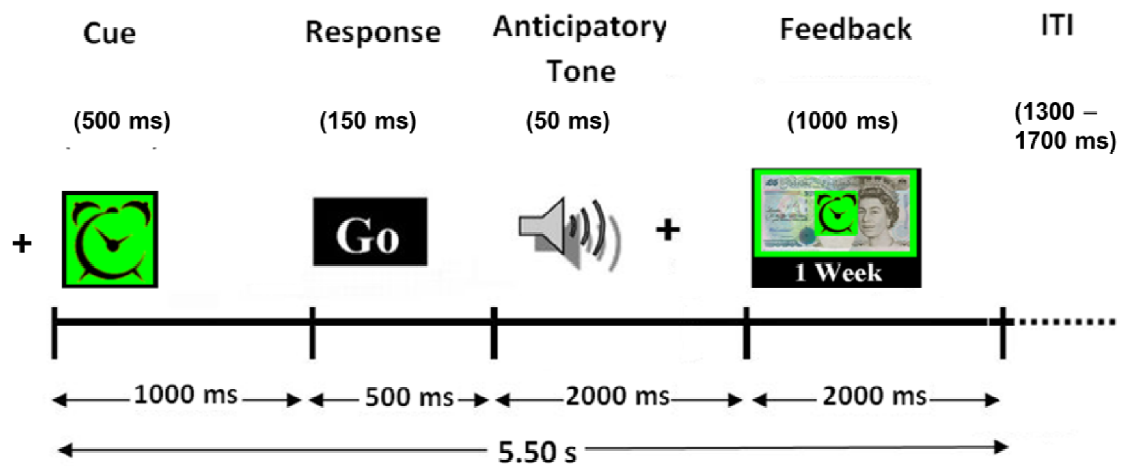 Cue
Response
Anticipatory
Tone
Feedback
ITI
(500 ms)
(150 ms)
(50 ms)
(1000 ms)
(1300 –
1700 ms)
+
Go
+
1 Week
1000 ms
500 ms
2000 ms
2000 ms
5.50 s